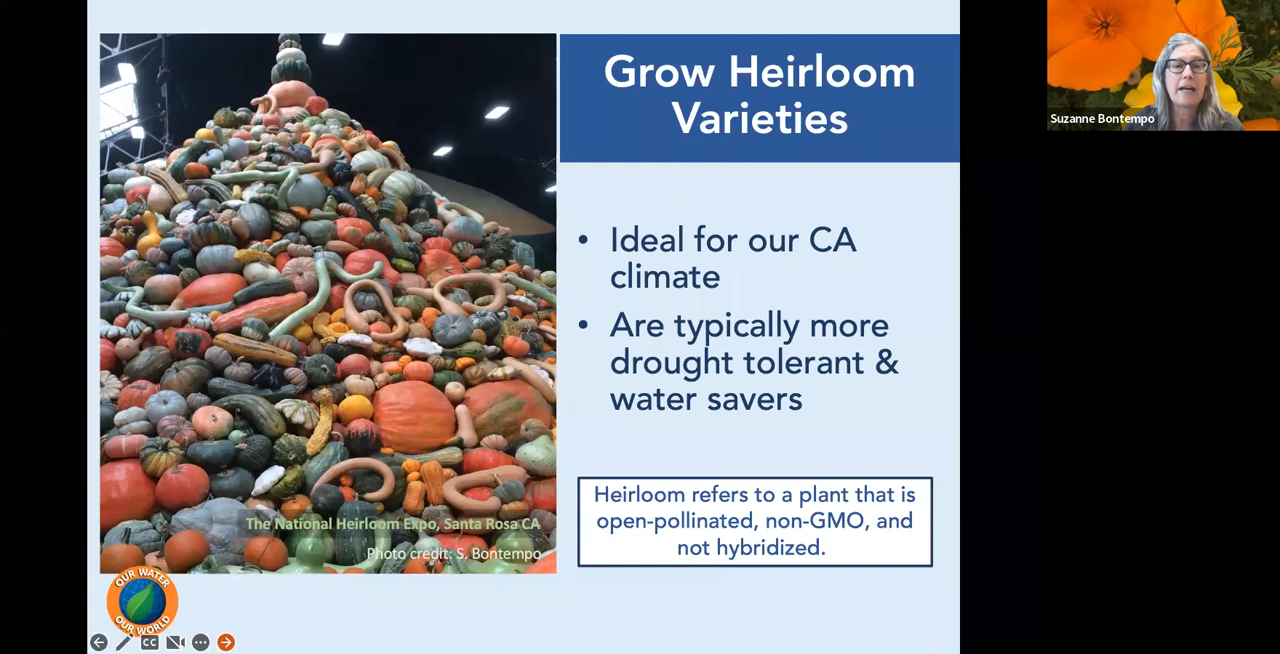 Grow Heirloom
Varieties
• Ideal for our CA
climate
• Are typically more
drought tolerant &
water savers
Heirloom refers to a plant that is
open-pollinated, non-GMO, and
not hybridized.
The National Heirloom Expo, Santa Rosa CA
Photo credit: S. Bontempo
OUR WATER
OUR WORLD
CC
Suzanne Bontempo